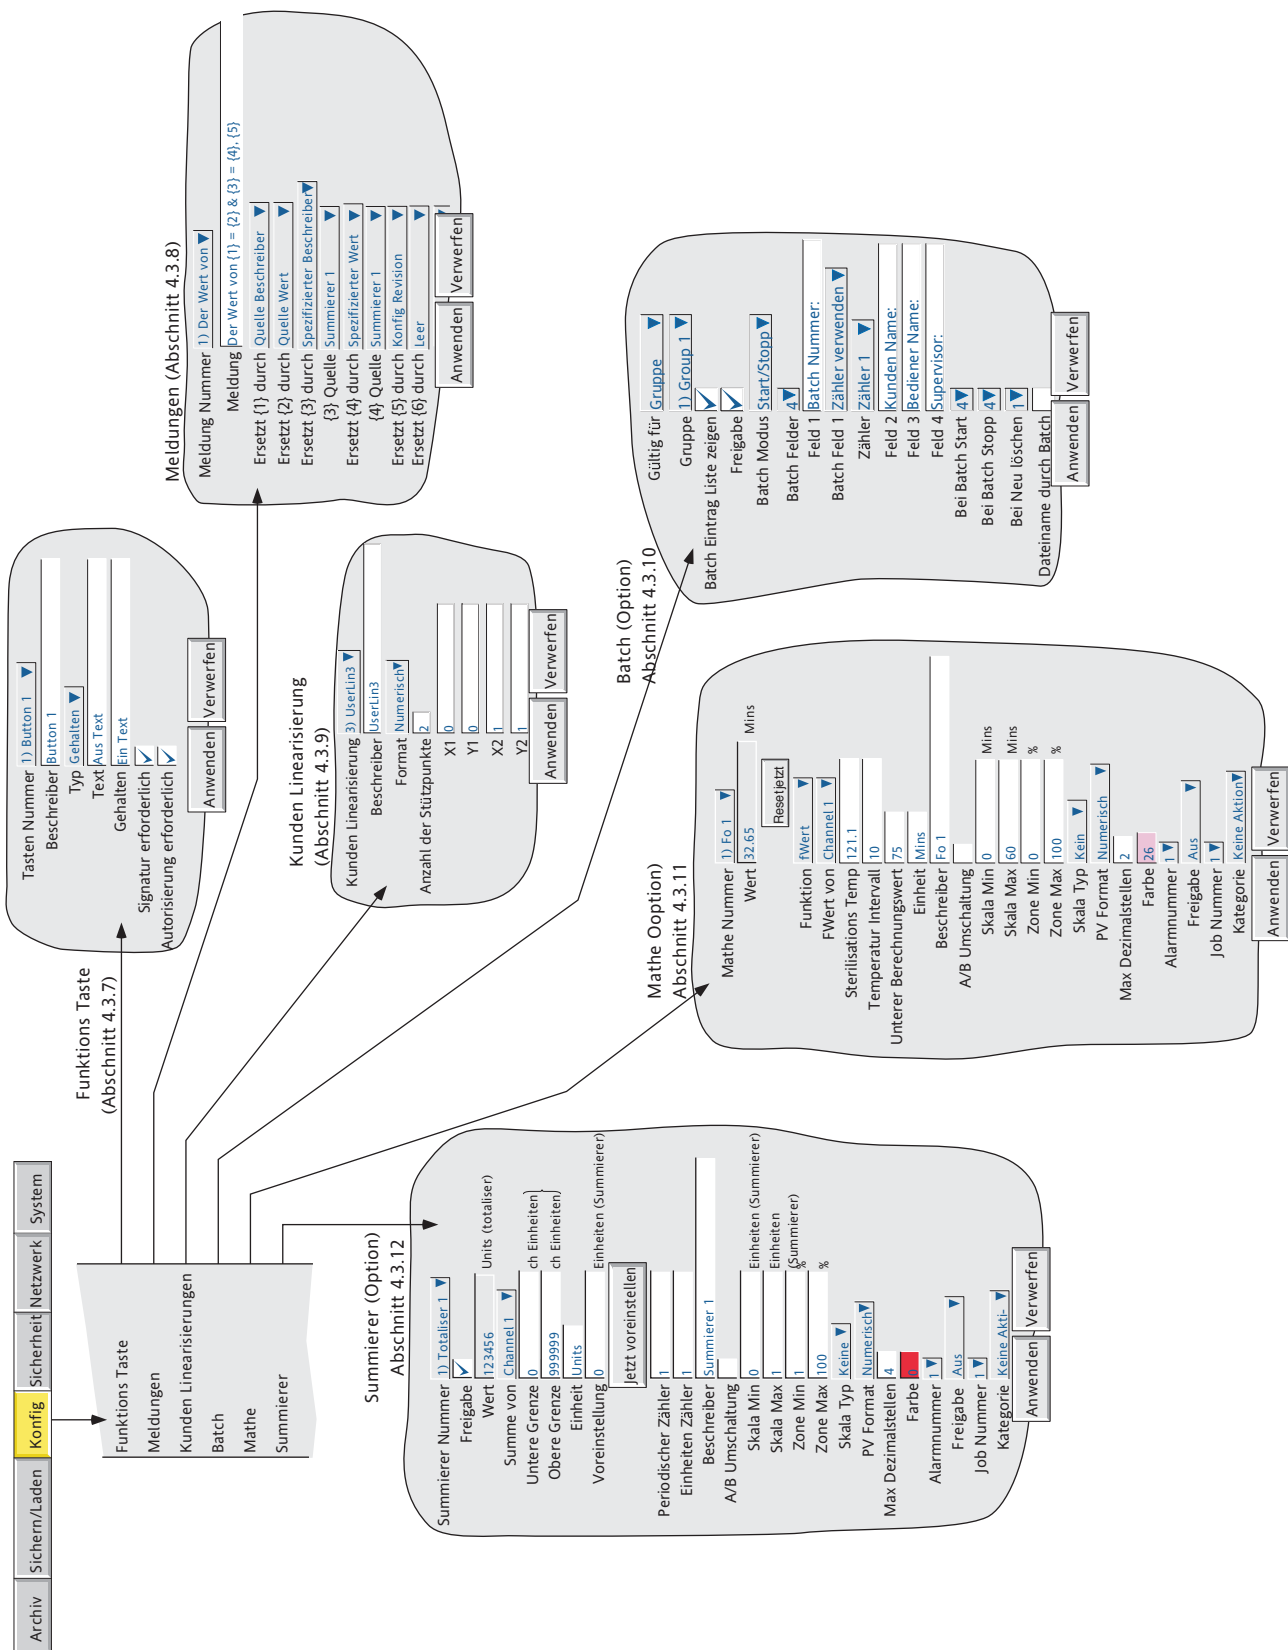 Archiv
Sichern/Laden
Konfig
Sicherheit
Netzwerk
System
Funktions Taste
Meldungen
Kunden Linearisierungen
Batch
Mathe
Summierer
Funktions Taste
(Abschnitt 4.3.7)
Tasten Nummer 1) Button 1
Beschreiber Button 1
Typ Gehalten
Text Aus Text
Gehalten Ein Text
Signatur erforderlich
Autorisierung erforderlich
Anwenden Verwerfen
Meldungen (Abschnitt 4.3.8)
Meldung Nummer 1) Der Wert von
Meldung Der Wert von {1} = {2} & {3} = {4}, {5}
Ersetzt {1} durch Quelle Beschreiber
Ersetzt {2} durch Quelle Wert
Ersetzt {3} durch Spezifizierter Beschreiber
{3} Quelle Summierer 1
Ersetzt {4} durch Spezifizierter Wert
{4} Quelle Summierer 1
Ersetzt {5} durch Konfig Revision
Ersetzt {6} durch Leer
Anwenden Verwerfen
Kunden Linearisierung
(Abschnitt 4.3.9)
Kunden Linearisierung 3) UserLin3
Beschreiber UserLin3
Format Numerisch
Anzahl der Stützpunkte 2
X1 0
Y1 0
X2 1
Y2 1
Anwenden Verwerfen
Batch (Option)
Abschnitt 4.3.10
Gültig für Gruppe
Gruppe 1) Group 1
Batch Eintrag Liste zeigen
Freigabe
Batch Modus Start/Stopp
Batch Felder 4
Feld 1 Batch Nummer:
Batch Feld 1 Zähler verwenden
Zähler Zähler 1
Feld 2 Kunden Name:
Feld 3 Bediener Name:
Feld 4 Supervisor:
Bei Batch Start 4
Bei Batch Stopp 4
Bei Neu löschen 1
Dateiname durch Batch
Anwenden Verwerfen
Mathe Ooption)
Abschnitt 4.3.11
Mathe Nummer 1) Fo 1
Wert 32.65 Mins
Resetjetzt
Funktion fWert
FWert von Channel 1
Sterilisations Temp 121.1
Temperatur Intervall 10
Unterer Berechnungswert 75
Einheit Mins
Beschreiber Fo 1
A/B Umschaltung
Skala Min 0 Mins
Skala Max 60 Mins
Zone Min 0 %
Zone Max 100 %
Skala Typ Kein
PV Format Numerisch
Max Dezimalstellen 2
Farbe 26
Alarmnummer 1
Freigabe Aus
Job Nummer 1
Kategorie Keine Aktion
Anwenden Verwerfen
Summierer (Option)
Abschnitt 4.3.12
Summierer Nummer 1) Totaliser 1
Freigabe
Wert 123456 Units (totaliser)
Summe von Channel 1
Untere Grenze 0 ch Einheiten)
Obere Grenze 999999 ch Einheiten)
Einheit Units
Voreinstellung 0 Einheiten (Summierer)
Jetzt voreinstellen
Periodischer Zähler 1
Einheiten Zähler 1
Beschreiber Summierer 1
A/B Umschaltung
Skala Min 0 Einheiten (Summierer)
Skala Max 1 Einheiten
(Summierer)
Zone Min 1 %
Zone Max 100 %
Skala Typ Keine
PV Format Numerisch
Max Dezimalstellen 4
Farbe 0
Alarmnummer 1
Freigabe Aus
Job Nummer 1
Kategorie Keine Akti-
Anwenden Verwerfen